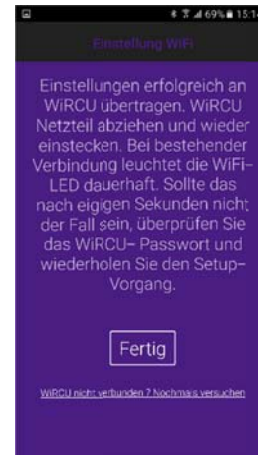 69% 15:14
Einstellung WiFi
Einstellungen erfolgreich an
WiRCU übertragen. WiRCU
Netzteil abziehen und wieder
einstecken. Bei bestehender
Verbindung leuchtet die WiFi-
LED dauerhaft. Sollte das
nach eigigen Sekunden nicht
der Fall sein, überprüfen Sie
das WiRCU- Passwort und
wiederholen Sie den Setup-
Vorgang.
Fertig
WiRCU nicht verbunden ? Nochmals versuchen